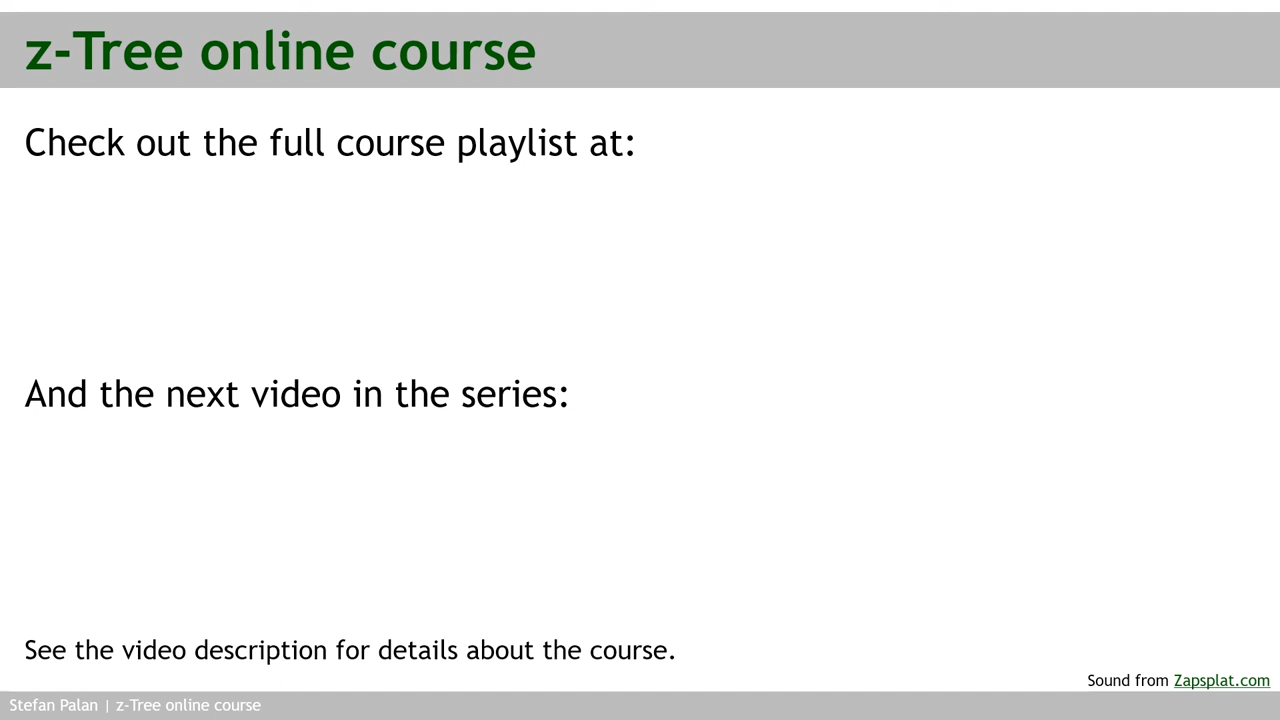 z-Tree online course
Check out the full course playlist at:
And the next video in the series:
See the video description for details about the course.
Sound from Zapsplat.com
Stefan Palan | z-Tree online course